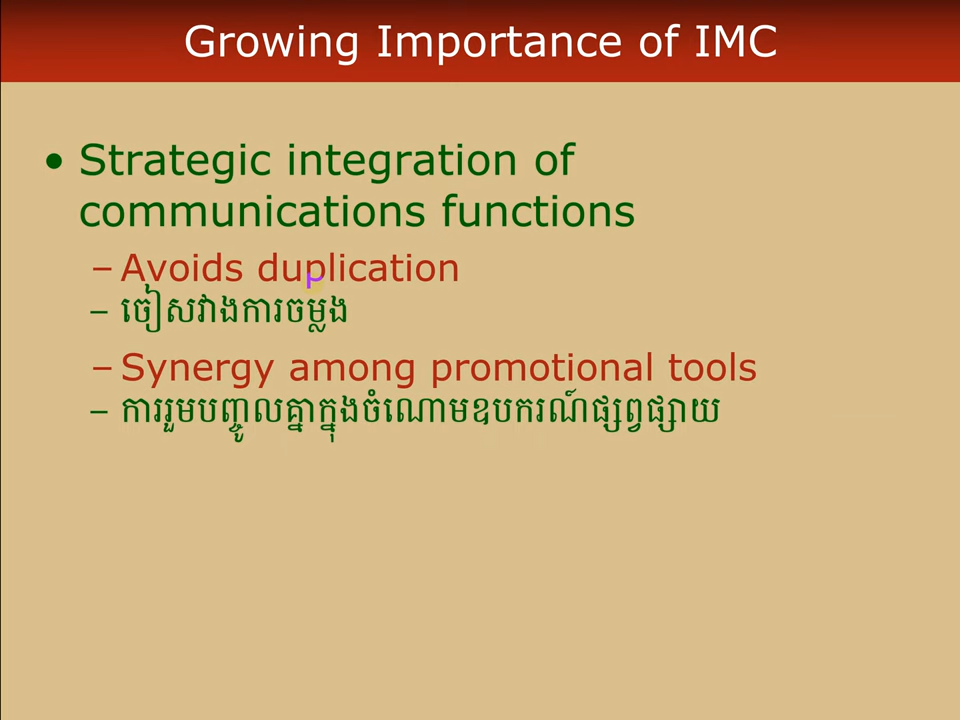 Growing Importance of IMC
• Strategic integration of
communications functions
– Avoids duplication
– ចៀសវាងការចម្លង
– Synergy among promotional tools
– ការរួមបញ្ចូលគ្នាក្នុងចំណោមឧបករណ៍ផ្សព្វផ្សាយ